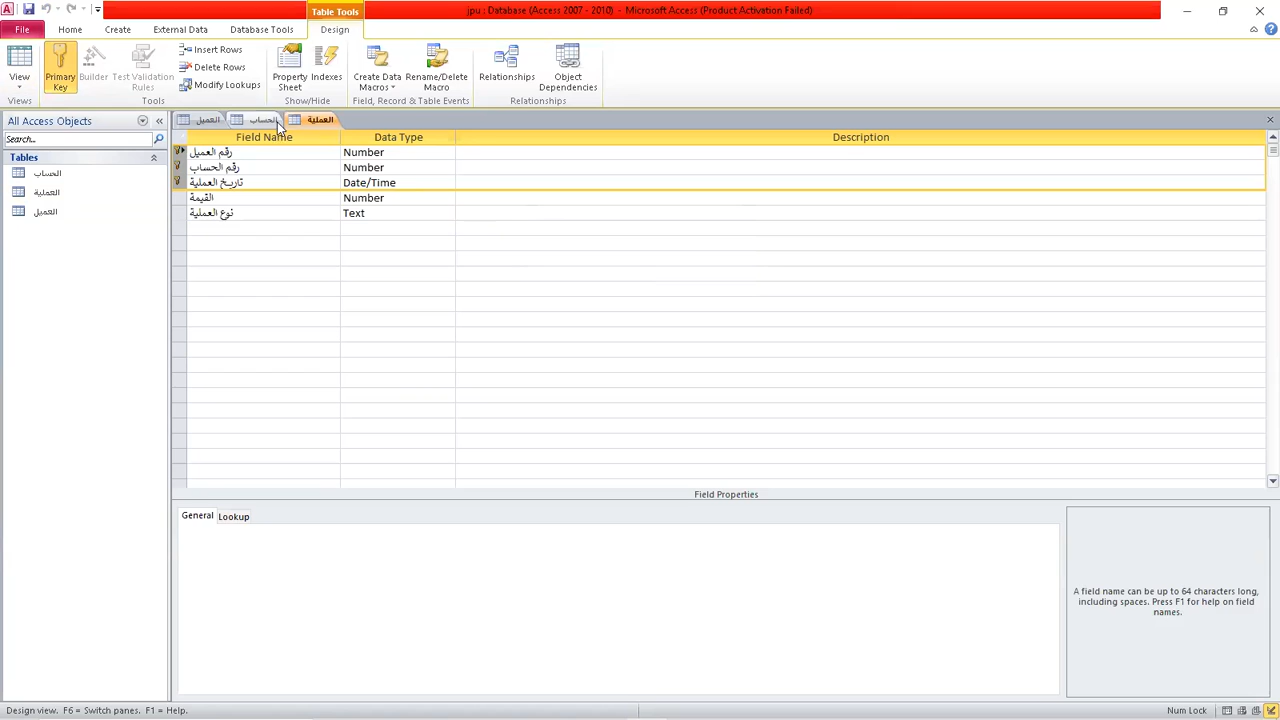 Table Tools
jpu : Database (Access 2007 - 2010) - Microsoft Access (Product Activation Failed)
File
Home
Create
External Data
Database Tools
Design
View
Primary Key
Builder
Test Validation Rules
Insert Rows
Delete Rows
Modify Lookups
Property Sheet
Indexes
Create Data Macros
Rename/Delete Macro
Relationships
Object Dependencies
Views
Tools
Show/Hide
Field, Record & Table Events
Relationships
All Access Objects
العميل
الحساب
العملية
Search...
Tables
الحساب
العملية
العميل
Field Name
Data Type
Description
رقم العميل
Number
رقم الحساب
Number
تاريخ العملية
Date/Time
القيمة
Number
نوع العملية
Text
Field Properties
General
Lookup
A field name can be up to 64 characters long,
including spaces. Press F1 for help on field
names.
Design view. F6 = Switch panes. F1 = Help.
Num Lock